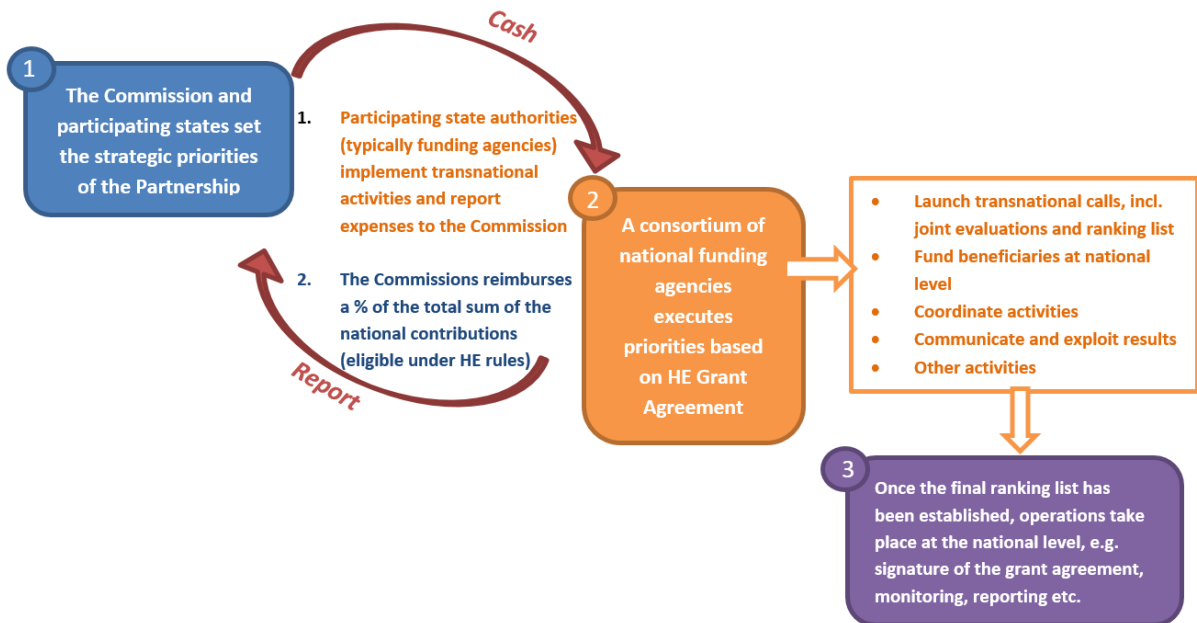 1
The Commission and
participating states set
the strategic priorities
of the Partnership
Cash
1. Participating state authorities
(typically funding agencies)
implement transnational
activities and report
expenses to the Commission
2. The Commissions reimburses
a % of the total sum of the
national contributions
(eligible under HE rules)
Report
2
A consortium of
national funding
agencies
executes
priorities based
on HE Grant
Agreement
• Launch transnational calls, incl.
joint evaluations and ranking list
• Fund beneficiaries at national
level
• Coordinate activities
• Communicate and exploit results
• Other activities
3
Once the final ranking list has
been established, operations take
place at the national level, e.g.
signature of the grant agreement,
monitoring, reporting etc.